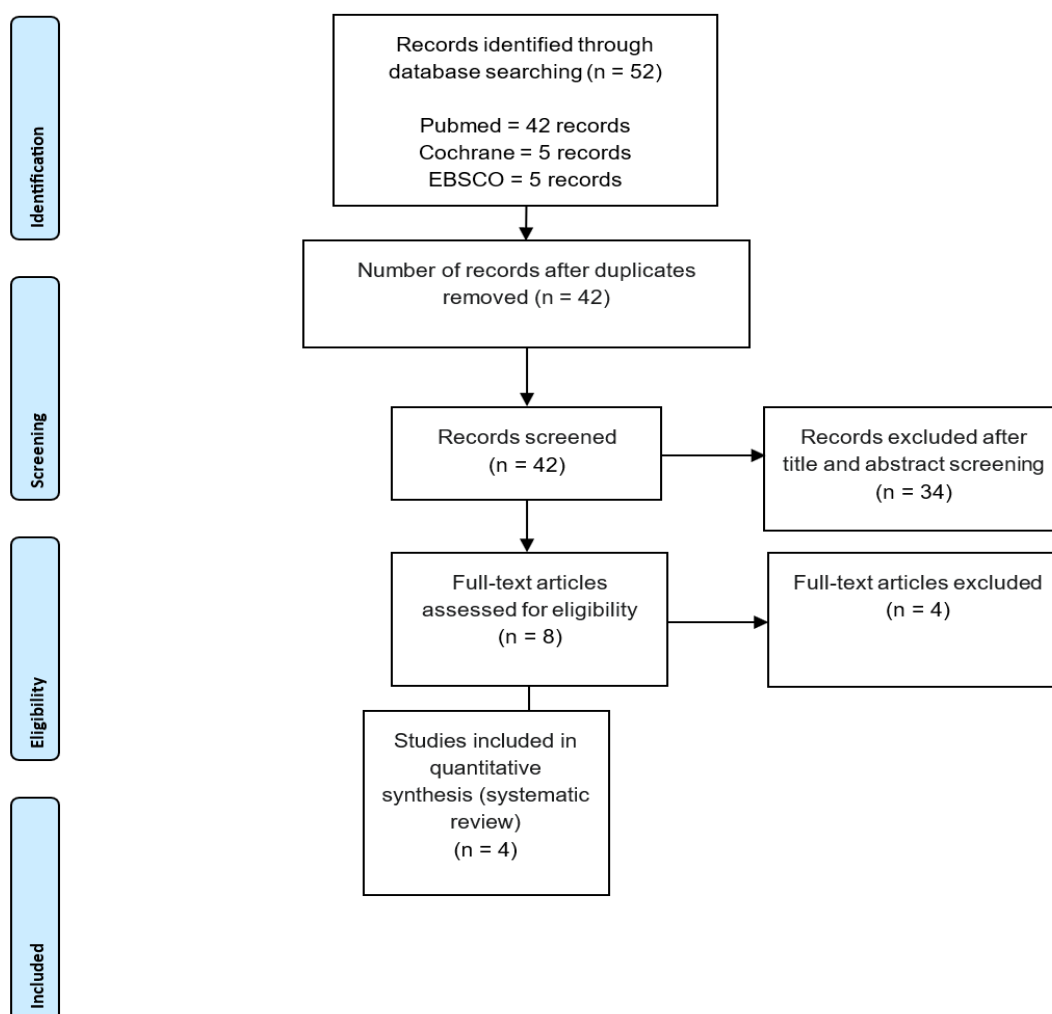 Identification
Records identified through
database searching (n = 52)
Pubmed = 42 records
Cochrane = 5 records
EBSCO = 5 records
Number of records after duplicates
removed (n = 42)
Screening
Records screened
(n = 42)
Records excluded after
title and abstract screening
(n = 34)
Eligibility
Full-text articles
assessed for eligibility
(n = 8)
Full-text articles excluded
(n = 4)
Included
Studies included in
quantitative
synthesis (systematic
review)
(n = 4)